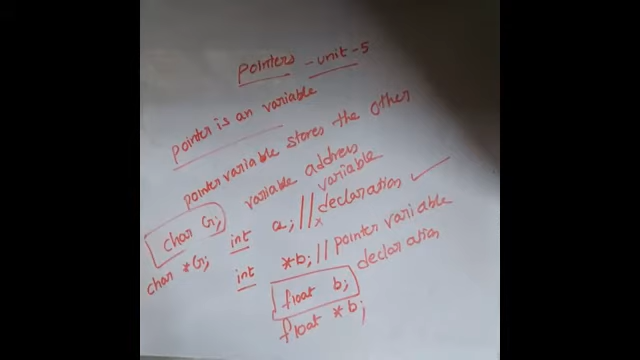 pointers - unit - 5
pointer is an variable
pointer variable stores the other
variable address
char G;
int a; // variable
declaration
char *G;
int *b; // pointer variable
declaration
float b;
float *b;